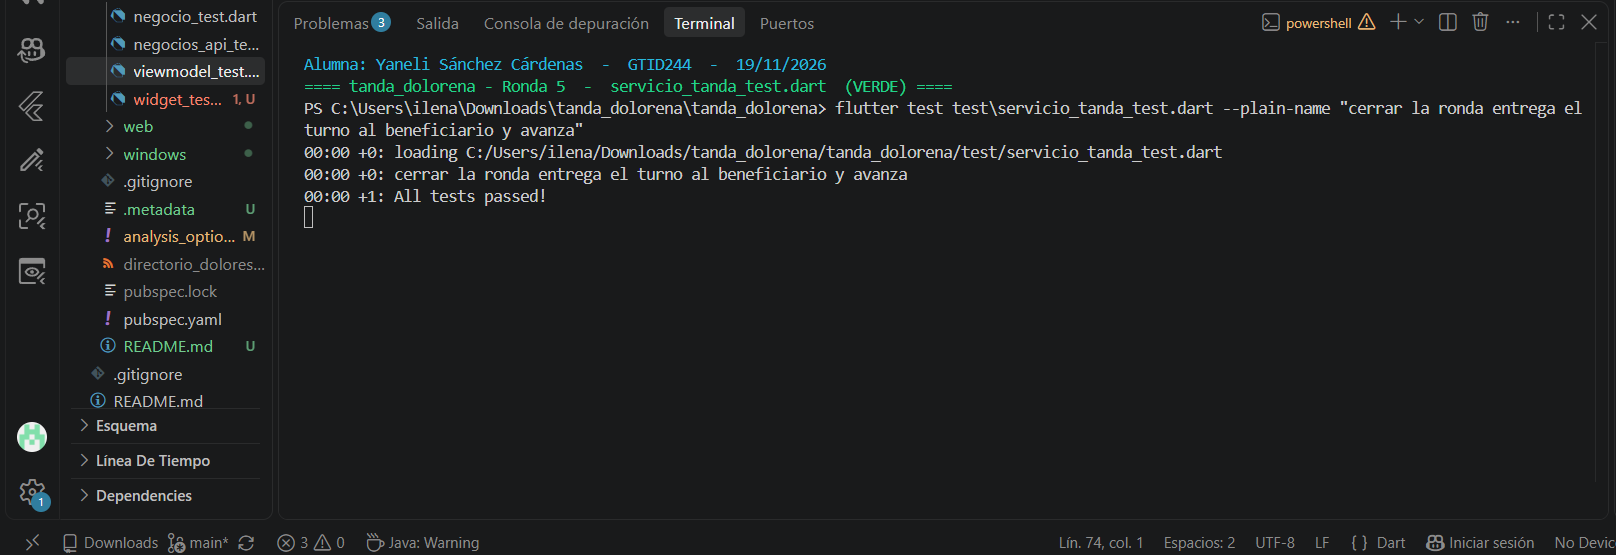 negocio_test.dart
negocios_api_te...
viewmodel_test....
widget_tes... 1, U
web
windows
.gitignore
.metadata U
analysis_optio... M
directorio_dolores...
pubspec.lock
pubspec.yaml
README.md U
.gitignore
README.md
Esquema
Línea De Tiempo
Dependencies
1
Problemas 3 Salida Consola de depuración Terminal Puertos powershell
Alumna: Yaneli Sánchez Cárdenas - GTID244 - 19/11/2026
==== tanda_dolorena - Ronda 5 - servicio_tanda_test.dart (VERDE) ====
PS C:\Users\ilena\Downloads\tanda_dolorena\tanda_dolorena> flutter test test\servicio_tanda_test.dart --plain-name "cerrar la ronda entrega el
turno al beneficiario y avanza"
00:00 +0: loading C:/Users/ilena/Downloads/tanda_dolorena/tanda_dolorena/test/servicio_tanda_test.dart
00:00 +0: cerrar la ronda entrega el turno al beneficiario y avanza
00:00 +1: All tests passed!
Downloads main* 3 0 Java: Warning Lín. 74, col. 1 Espacios: 2 UTF-8 LF { } Dart Iniciar sesión No Devic